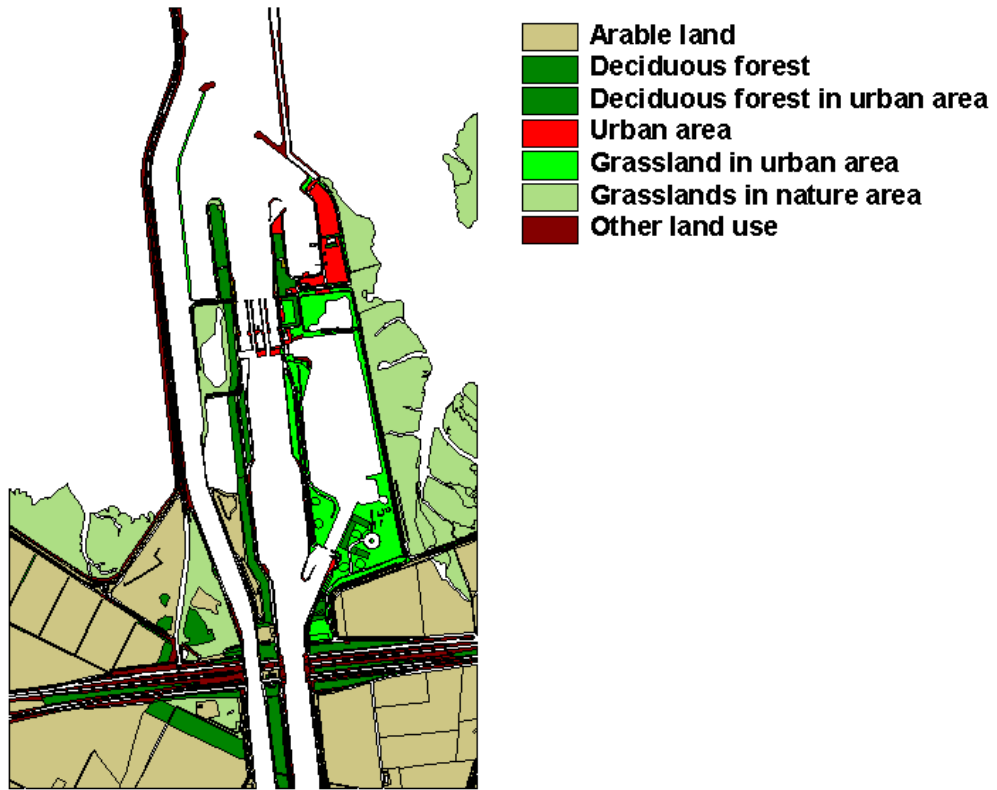 Arable land
Deciduous forest
Deciduous forest in urban area
Urban area
Grassland in urban area
Grasslands in nature area
Other land use